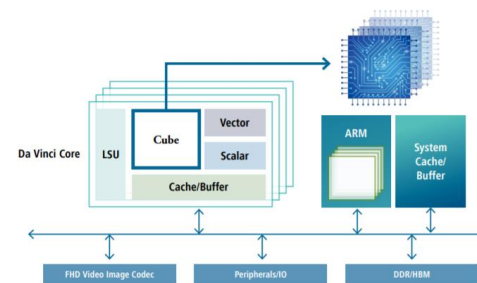 Da Vinci Core
LSU
Cube
Vector
Scalar
Cache/Buffer
ARM
System
Cache/
Buffer
FHD Video Image Codec
Peripherals/IO
DDR/HBM